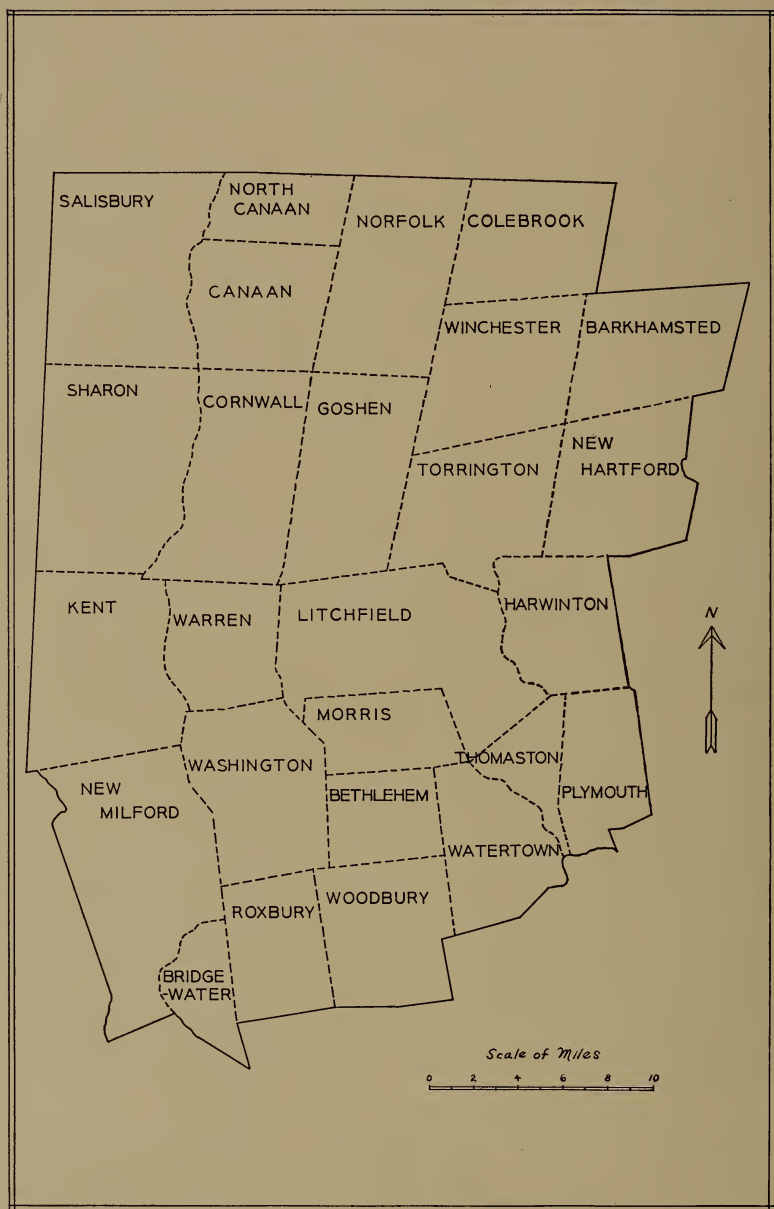 SALISBURY
NORTH
CANAAN
NORFOLK
COLEBROOK
CANAAN
WINCHESTER
BARKHAMSTED
SHARON
CORNWALL
GOSHEN
TORRINGTON
NEW
HARTFORD
KENT
WARREN
LITCHFIELD
HARWINTON
N
MORRIS
WASHINGTON
THOMASTON
NEW
MILFORD
BETHLEHEM
PLYMOUTH
WATERTOWN
ROXBURY
WOODBURY
BRIDGE
-WATER
Scale of Miles
0 2 4 6 8 10